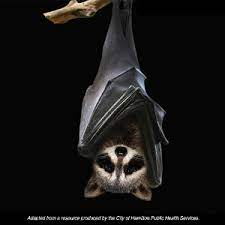 Adapted from a resource produced by the City of Hamilton Public Health Services.